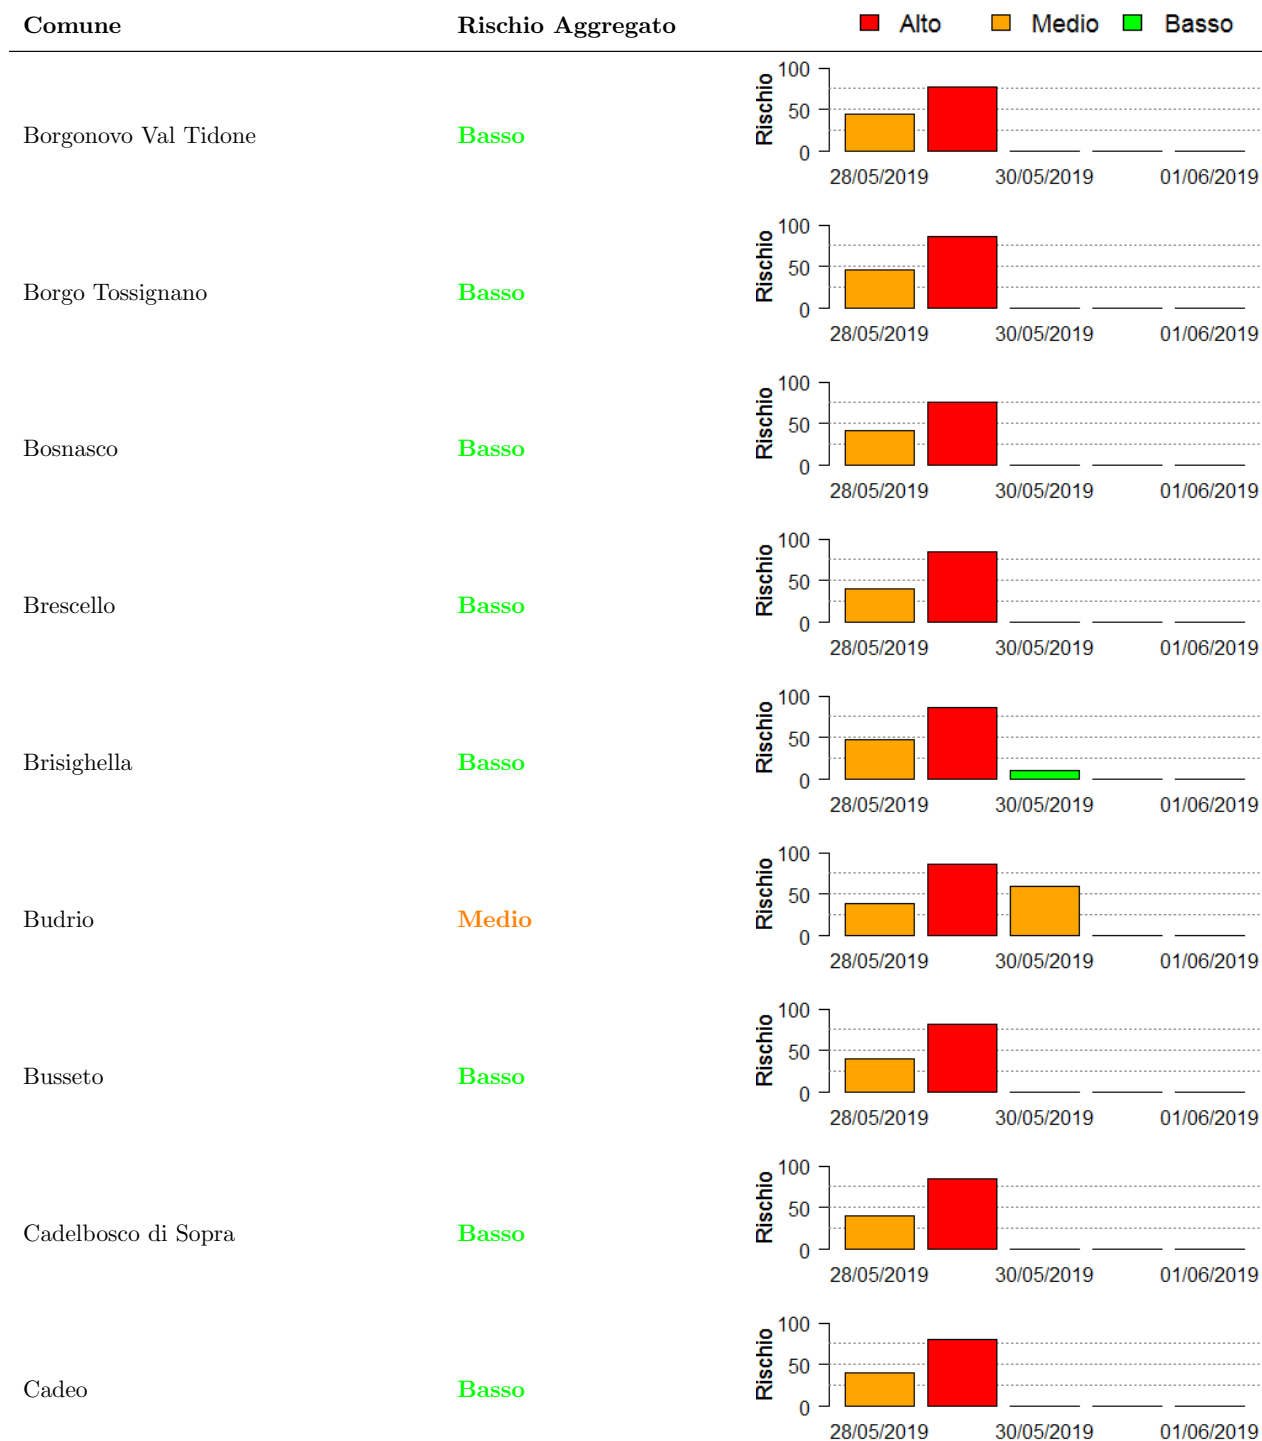 Comune Rischio Aggregato Alto Medio Basso
100
50
0
Rischio
Borgonovo Val Tidone Basso
28/05/2019 30/05/2019 01/06/2019
100
50
0
Rischio
Borgo Tossignano Basso
28/05/2019 30/05/2019 01/06/2019
100
50
0
Rischio
Bosnasco Basso
28/05/2019 30/05/2019 01/06/2019
100
50
0
Rischio
Brescello Basso
28/05/2019 30/05/2019 01/06/2019
100
50
0
Rischio
Brisighella Basso
28/05/2019 30/05/2019 01/06/2019
100
50
0
Rischio
Budrio Medio
28/05/2019 30/05/2019 01/06/2019
100
50
0
Rischio
Busseto Basso
28/05/2019 30/05/2019 01/06/2019
100
50
0
Rischio
Cadelbosco di Sopra Basso
28/05/2019 30/05/2019 01/06/2019
100
50
0
Rischio
Cadeo Basso
28/05/2019 30/05/2019 01/06/2019